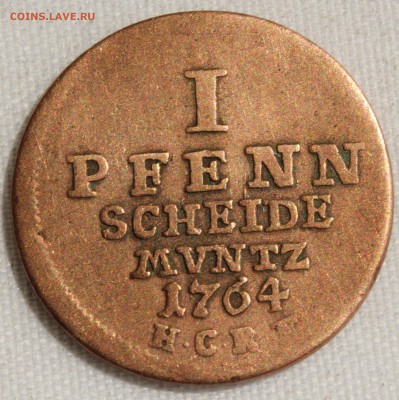 COINS.LAVE.RU
I
PFENN
SCHEIDE
MVNTZ
1764
H·C·R·